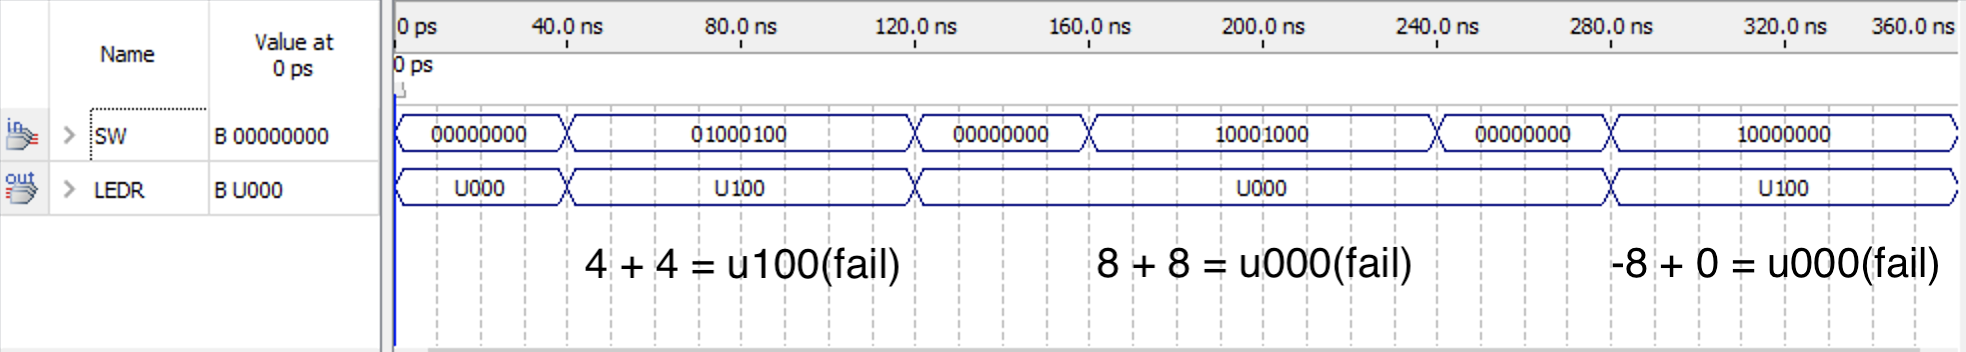 Name
Value at
0 ps
0 ps 40.0 ns 80.0 ns 120.0 ns 160.0 ns 200.0 ns 240.0 ns 280.0 ns 320.0 ns 360.0 ns
0 ps
in SW B 00000000 00000000 01000100 00000000 10001000 00000000 10000000
out LEDR B U000 U000 U100 U000 U100
4 + 4 = u100(fail) 8 + 8 = u000(fail) -8 + 0 = u000(fail)